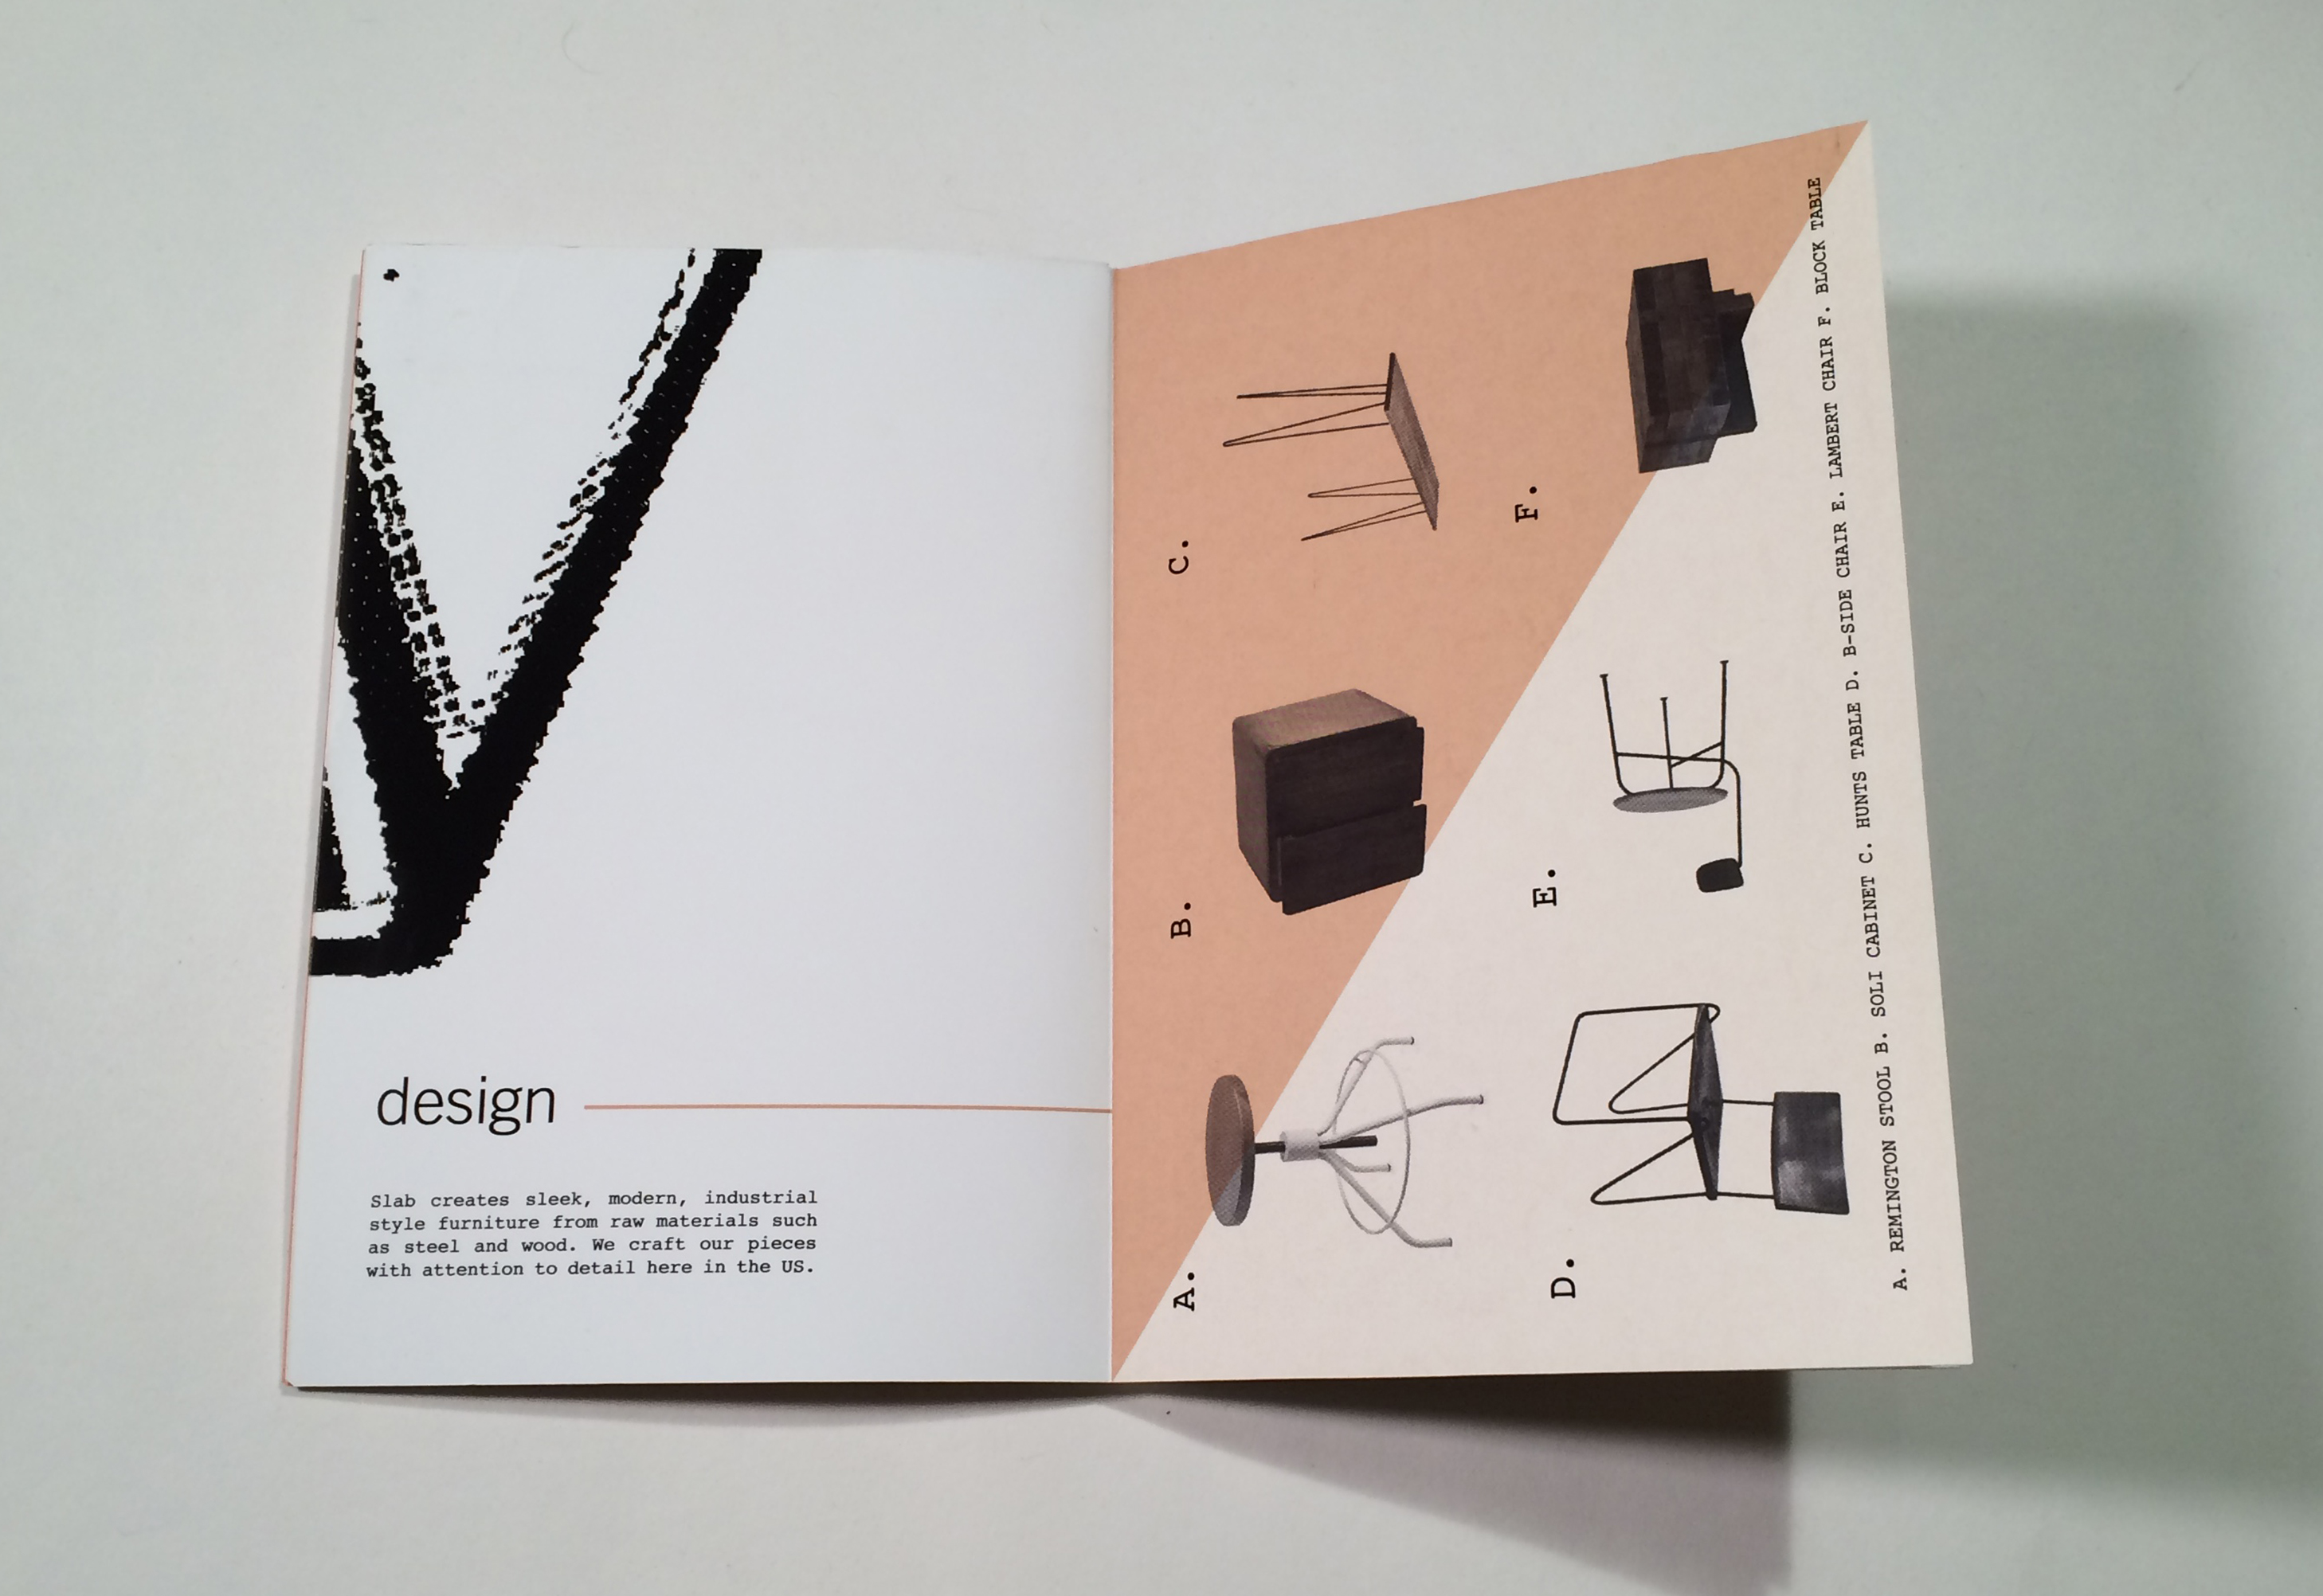 design
Slab creates sleek, modern, industrial
style furniture from raw materials such
as steel and wood. We craft our pieces
with attention to detail here in the US.
A.
B.
C.
D.
E.
F.
A. REMINGTON STOOL B. SOLI CABINET C. HUNTS TABLE D. B-SIDE CHAIR E. LAMBERT CHAIR F. BLOCK TABLE